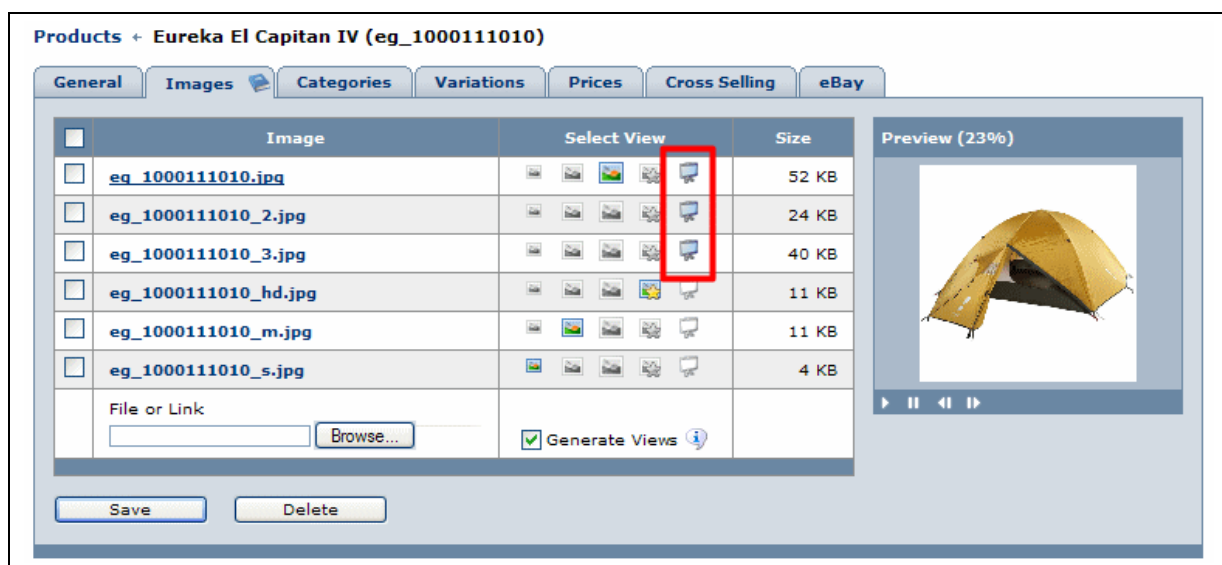 Products ← Eureka El Capitan IV (eg_1000111010)
General Images Categories Variations Prices Cross Selling eBay
Image Select View Size Preview (23%)
eg_1000111010.jpg 52 KB
eg_1000111010_2.jpg 24 KB
eg_1000111010_3.jpg 40 KB
eg_1000111010_hd.jpg 11 KB
eg_1000111010_m.jpg 11 KB
eg_1000111010_s.jpg 4 KB
File or Link
Browse... Generate Views
Save Delete